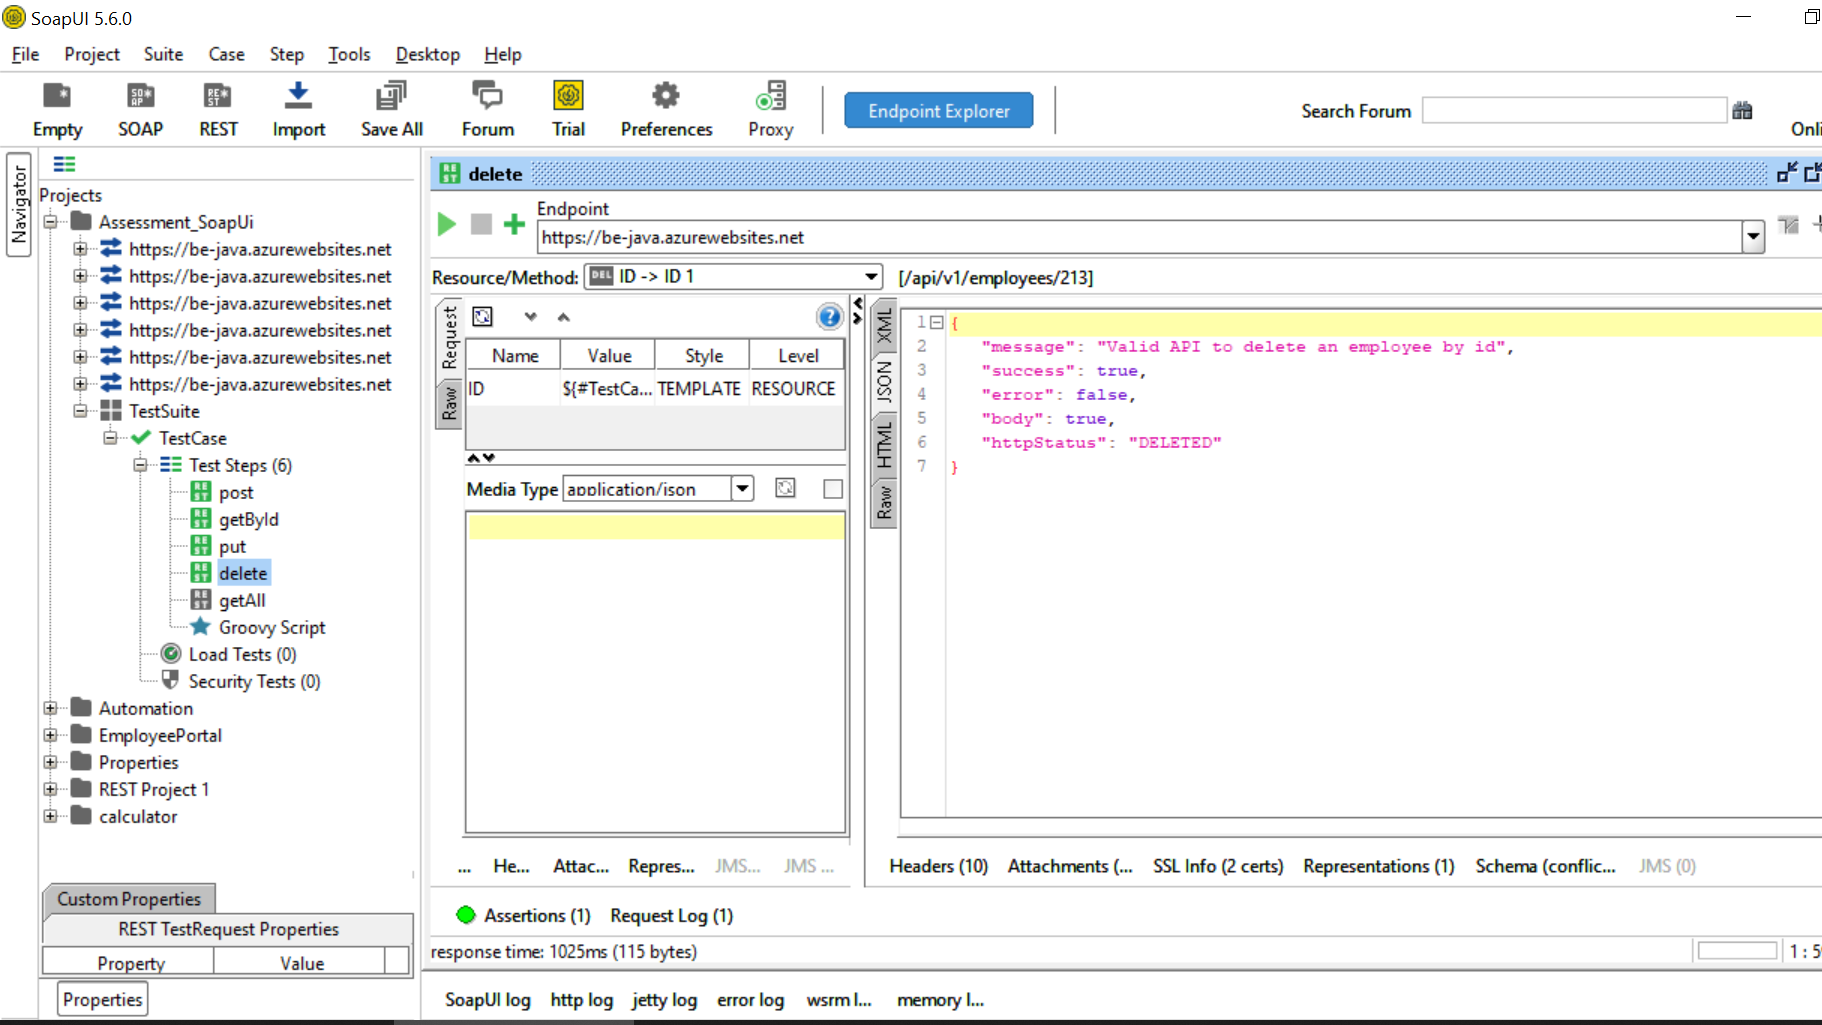 SoapUI 5.6.0
File Project Suite Case Step Tools Desktop Help
Empty SOAP REST Import Save All Forum Trial Preferences Proxy Endpoint Explorer Search Forum Onli
Navigator
Projects
Assessment_SoapUi
https://be-java.azurewebsites.net
https://be-java.azurewebsites.net
https://be-java.azurewebsites.net
https://be-java.azurewebsites.net
https://be-java.azurewebsites.net
https://be-java.azurewebsites.net
TestSuite
TestCase
Test Steps (6)
post
getById
put
delete
getAll
Groovy Script
Load Tests (0)
Security Tests (0)
Automation
EmployeePortal
Properties
REST Project 1
calculator
Custom Properties
REST TestRequest Properties
Property Value
Properties
delete
Endpoint
https://be-java.azurewebsites.net
Resource/Method: DEL ID -> ID 1 [/api/v1/employees/213]
Request
Raw
Name Value Style Level
ID ${#TestCa... TEMPLATE RESOURCE
Media Type application/json
... He... Attac... Repres... JMS... JMS ...
XML
JSON
HTML
Raw
1 {
2 "message": "Valid API to delete an employee by id",
3 "success": true,
4 "error": false,
5 "body": true,
6 "httpStatus": "DELETED"
7 }
Headers (10) Attachments (... SSL Info (2 certs) Representations (1) Schema (conflic... JMS (0)
Assertions (1) Request Log (1)
response time: 1025ms (115 bytes) 1 : 5
SoapUI log http log jetty log error log wsrm l... memory l...